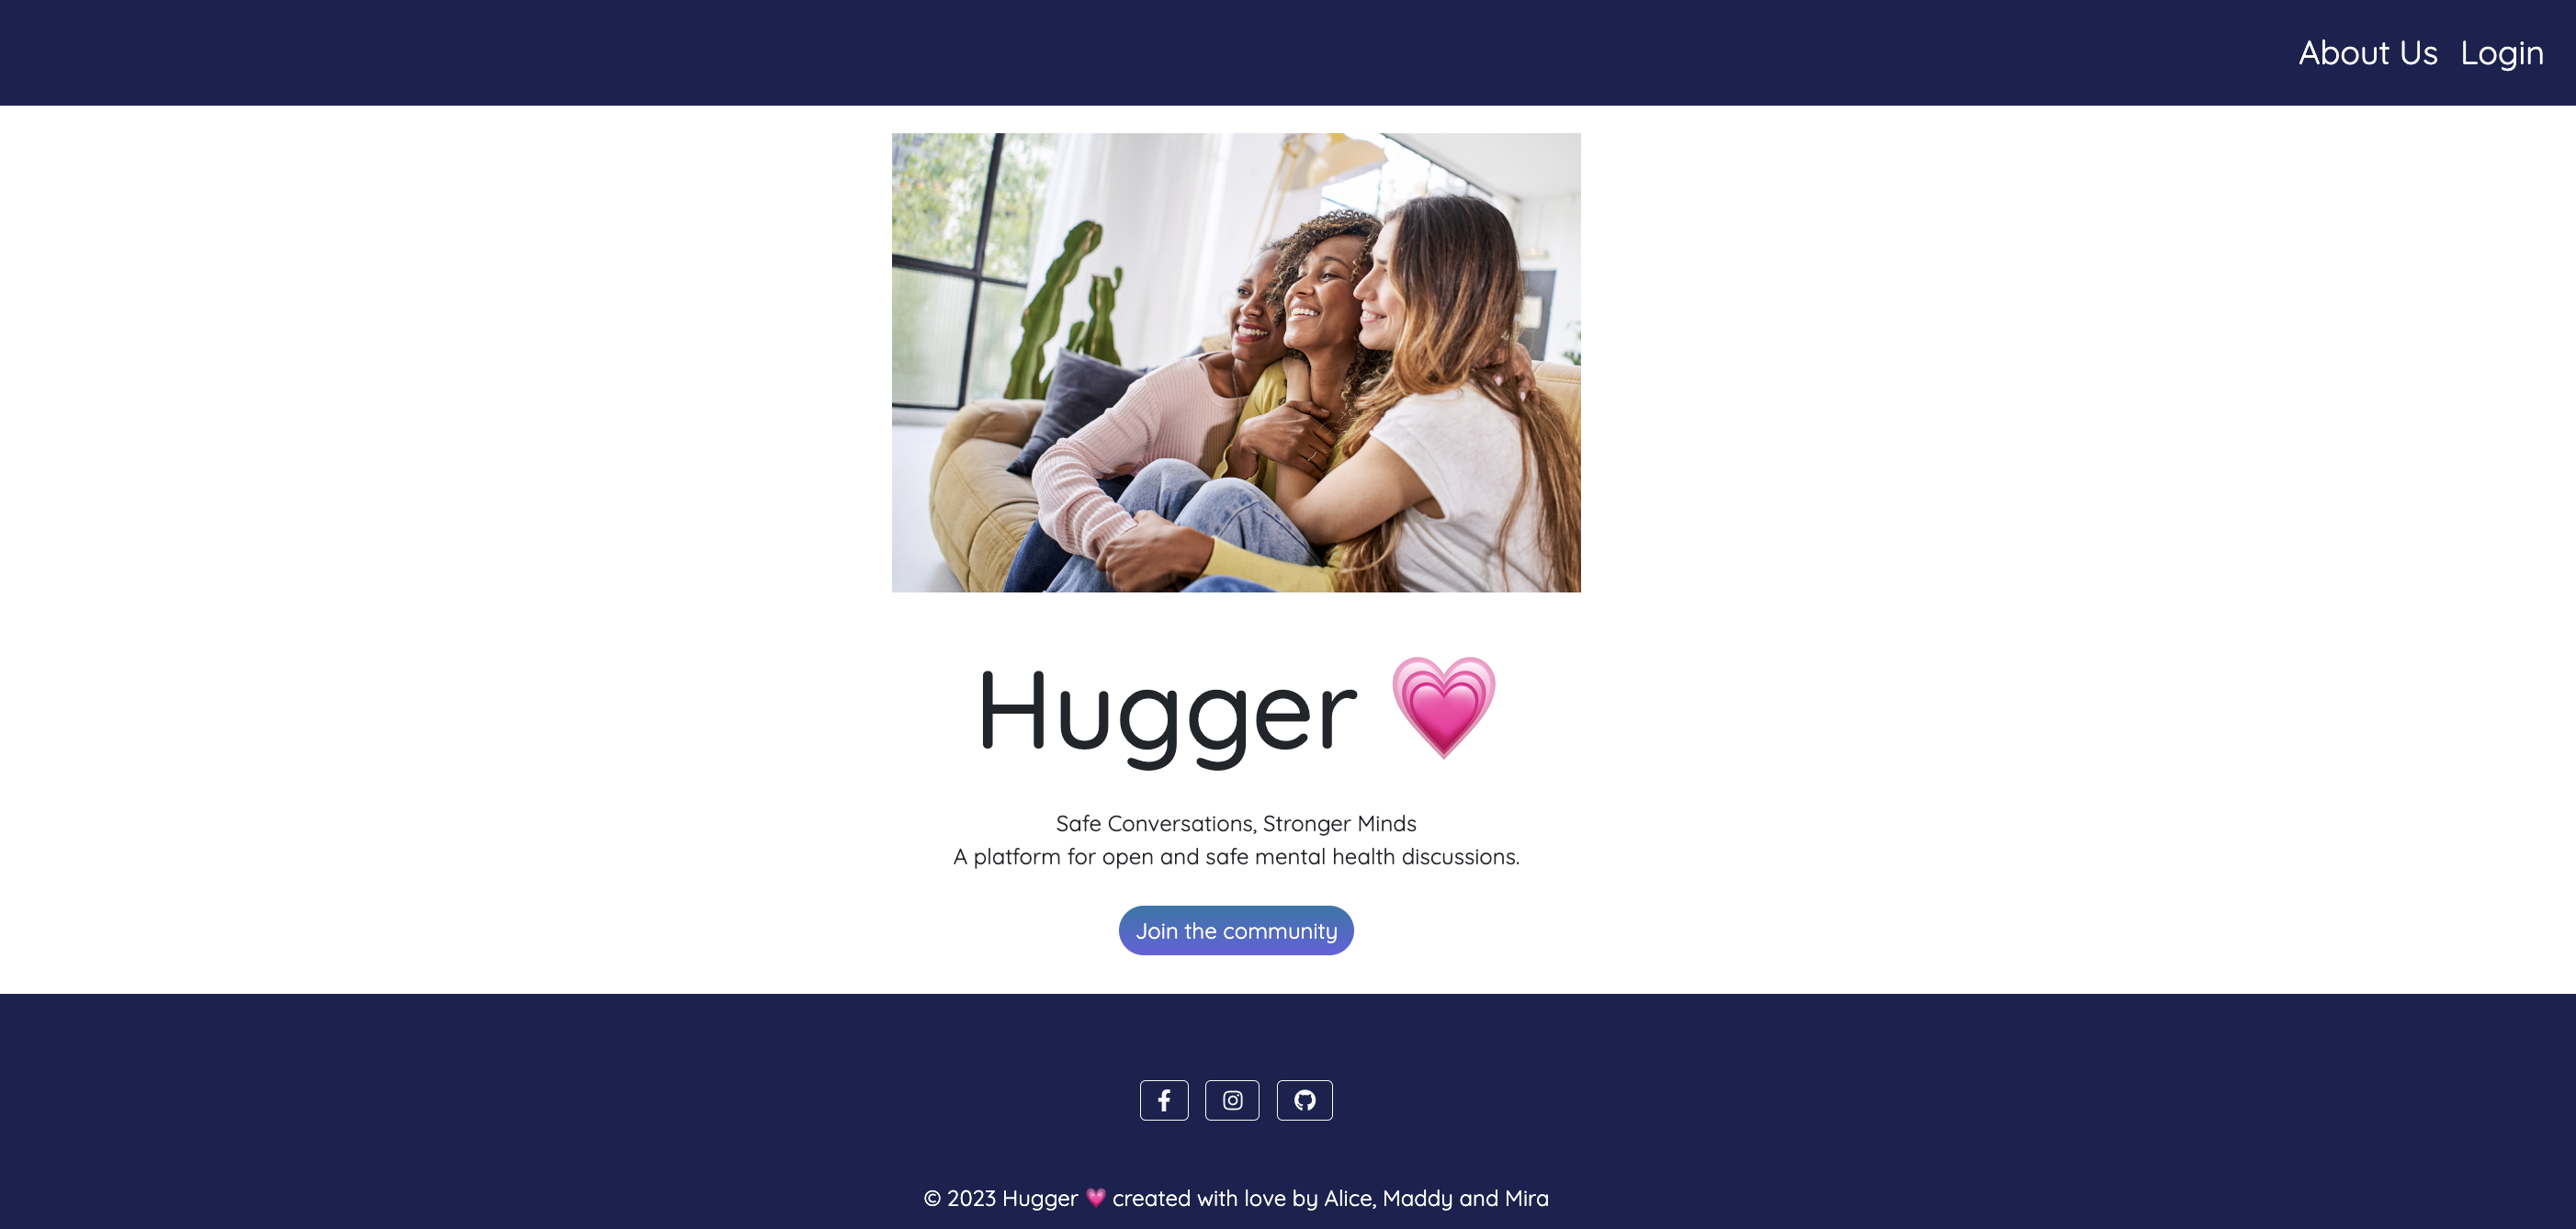 About Us Login
Hugger 💗
Safe Conversations, Stronger Minds
A platform for open and safe mental health discussions.
Join the community
© 2023 Hugger 💗 created with love by Alice, Maddy and Mira